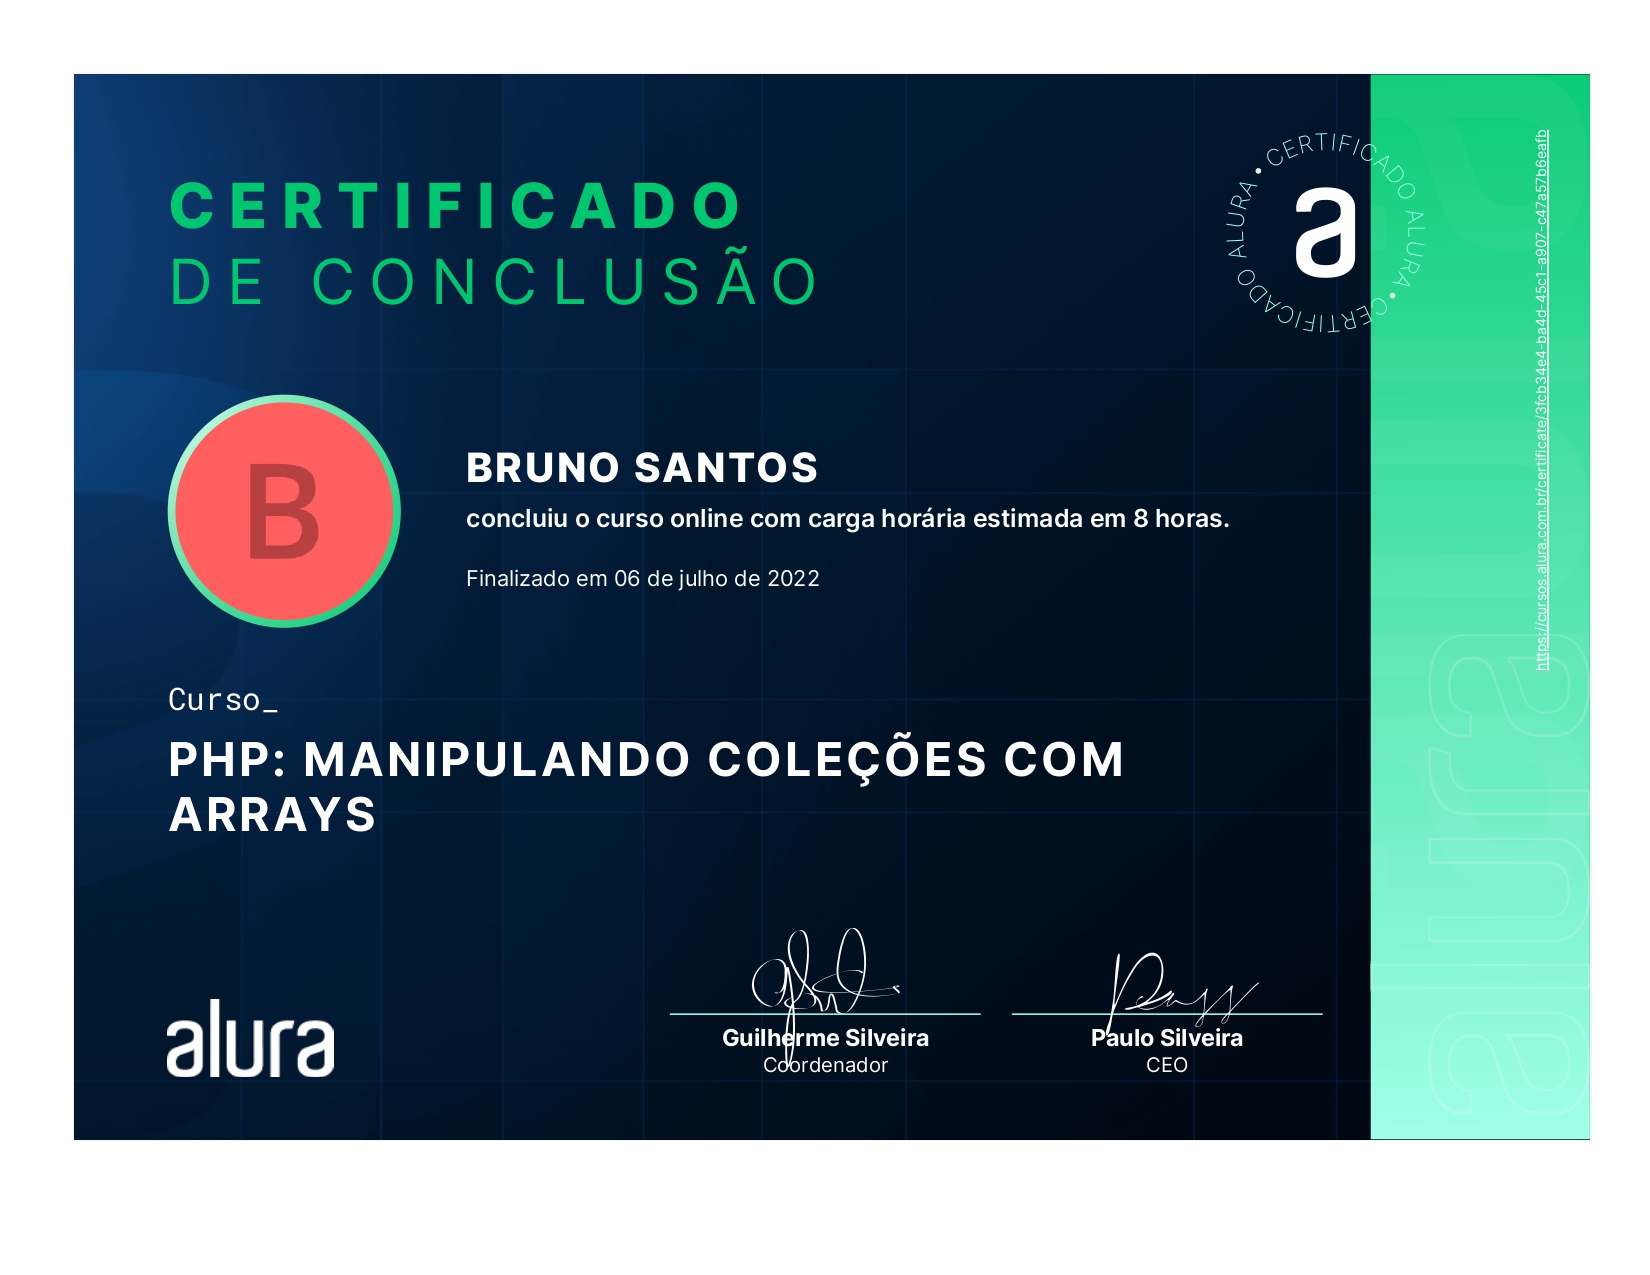 CERTIFICADO
DE CONCLUSÃO
CERTIFICADO ALURA • CERTIFICADO ALURA •
a
https://cursos.alura.com.br/certificate/3fcb34e4-ba4d-45c1-a907-c47a57b6eafb
B
BRUNO SANTOS
concluiu o curso online com carga horária estimada em 8 horas.
Finalizado em 06 de julho de 2022
Curso_
PHP: MANIPULANDO COLEÇÕES COM
ARRAYS
alura
Guilherme Silveira
Coordenador
Paulo Silveira
CEO
alura